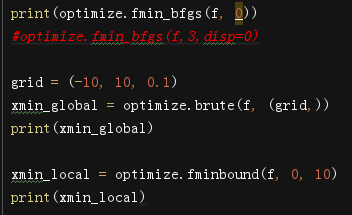 print(optimize.fmin_bfgs(f, 0))
#optimize.fmin_bfgs(f,3,disp=0)
grid = (-10, 10, 0.1)
xmin_global = optimize.brute(f, (grid,))
print(xmin_global)
xmin_local = optimize.fminbound(f, 0, 10)
print(xmin_local)